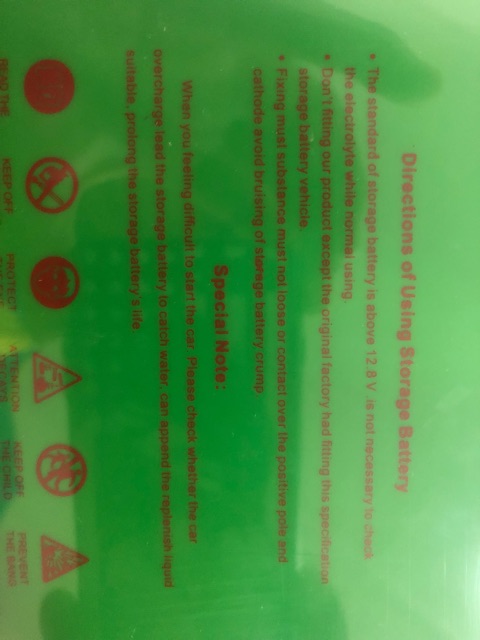 Directions of Using Storage Battery
• The standard of storage battery is above 12.8 V .is not necessary to check
the electrolyte while normal using.
• Don't fitting our product except the original factory had fitting this specification
storage battery vehicle.
• Fixing must substance must not loose or contact over the positive pole and
cathode avoid bruising of storage battery crump.
Special Note:
When you feeling difficult to start the car. Please check whether the car
overcharge lead the storage battery to catch water, can append the replenish liquid
suitable, prolong the storage battery's life.
READ THE
KEEP OFF
PROTECT
ATTENTION
KEEP OFF
THE CHILD
PREVENT
THE BANG